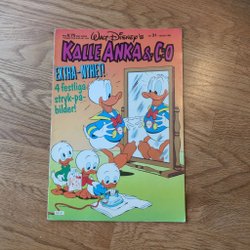 WALT DISNEY'S
KALLE ANKA & C:O
EXTRA-NYHET!
4 festliga
stryk-på-
bilder!